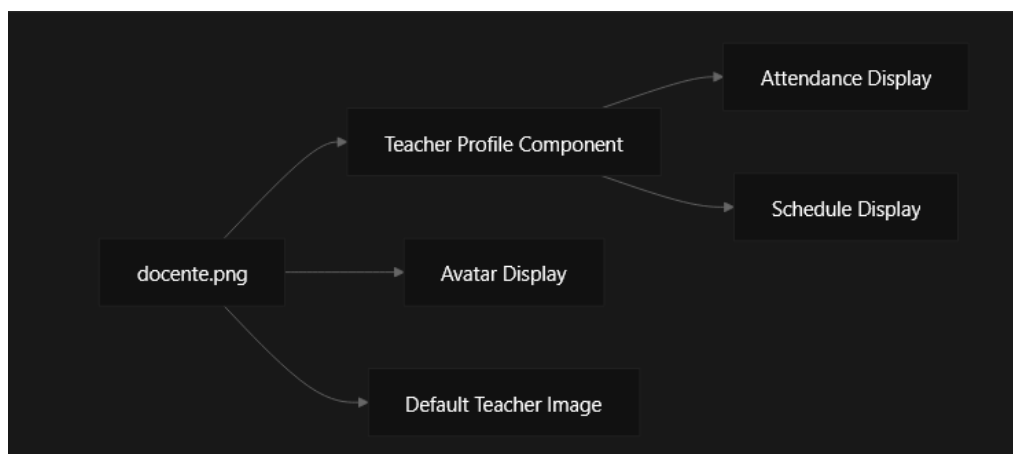 Attendance Display
Teacher Profile Component
Schedule Display
docente.png
Avatar Display
Default Teacher Image